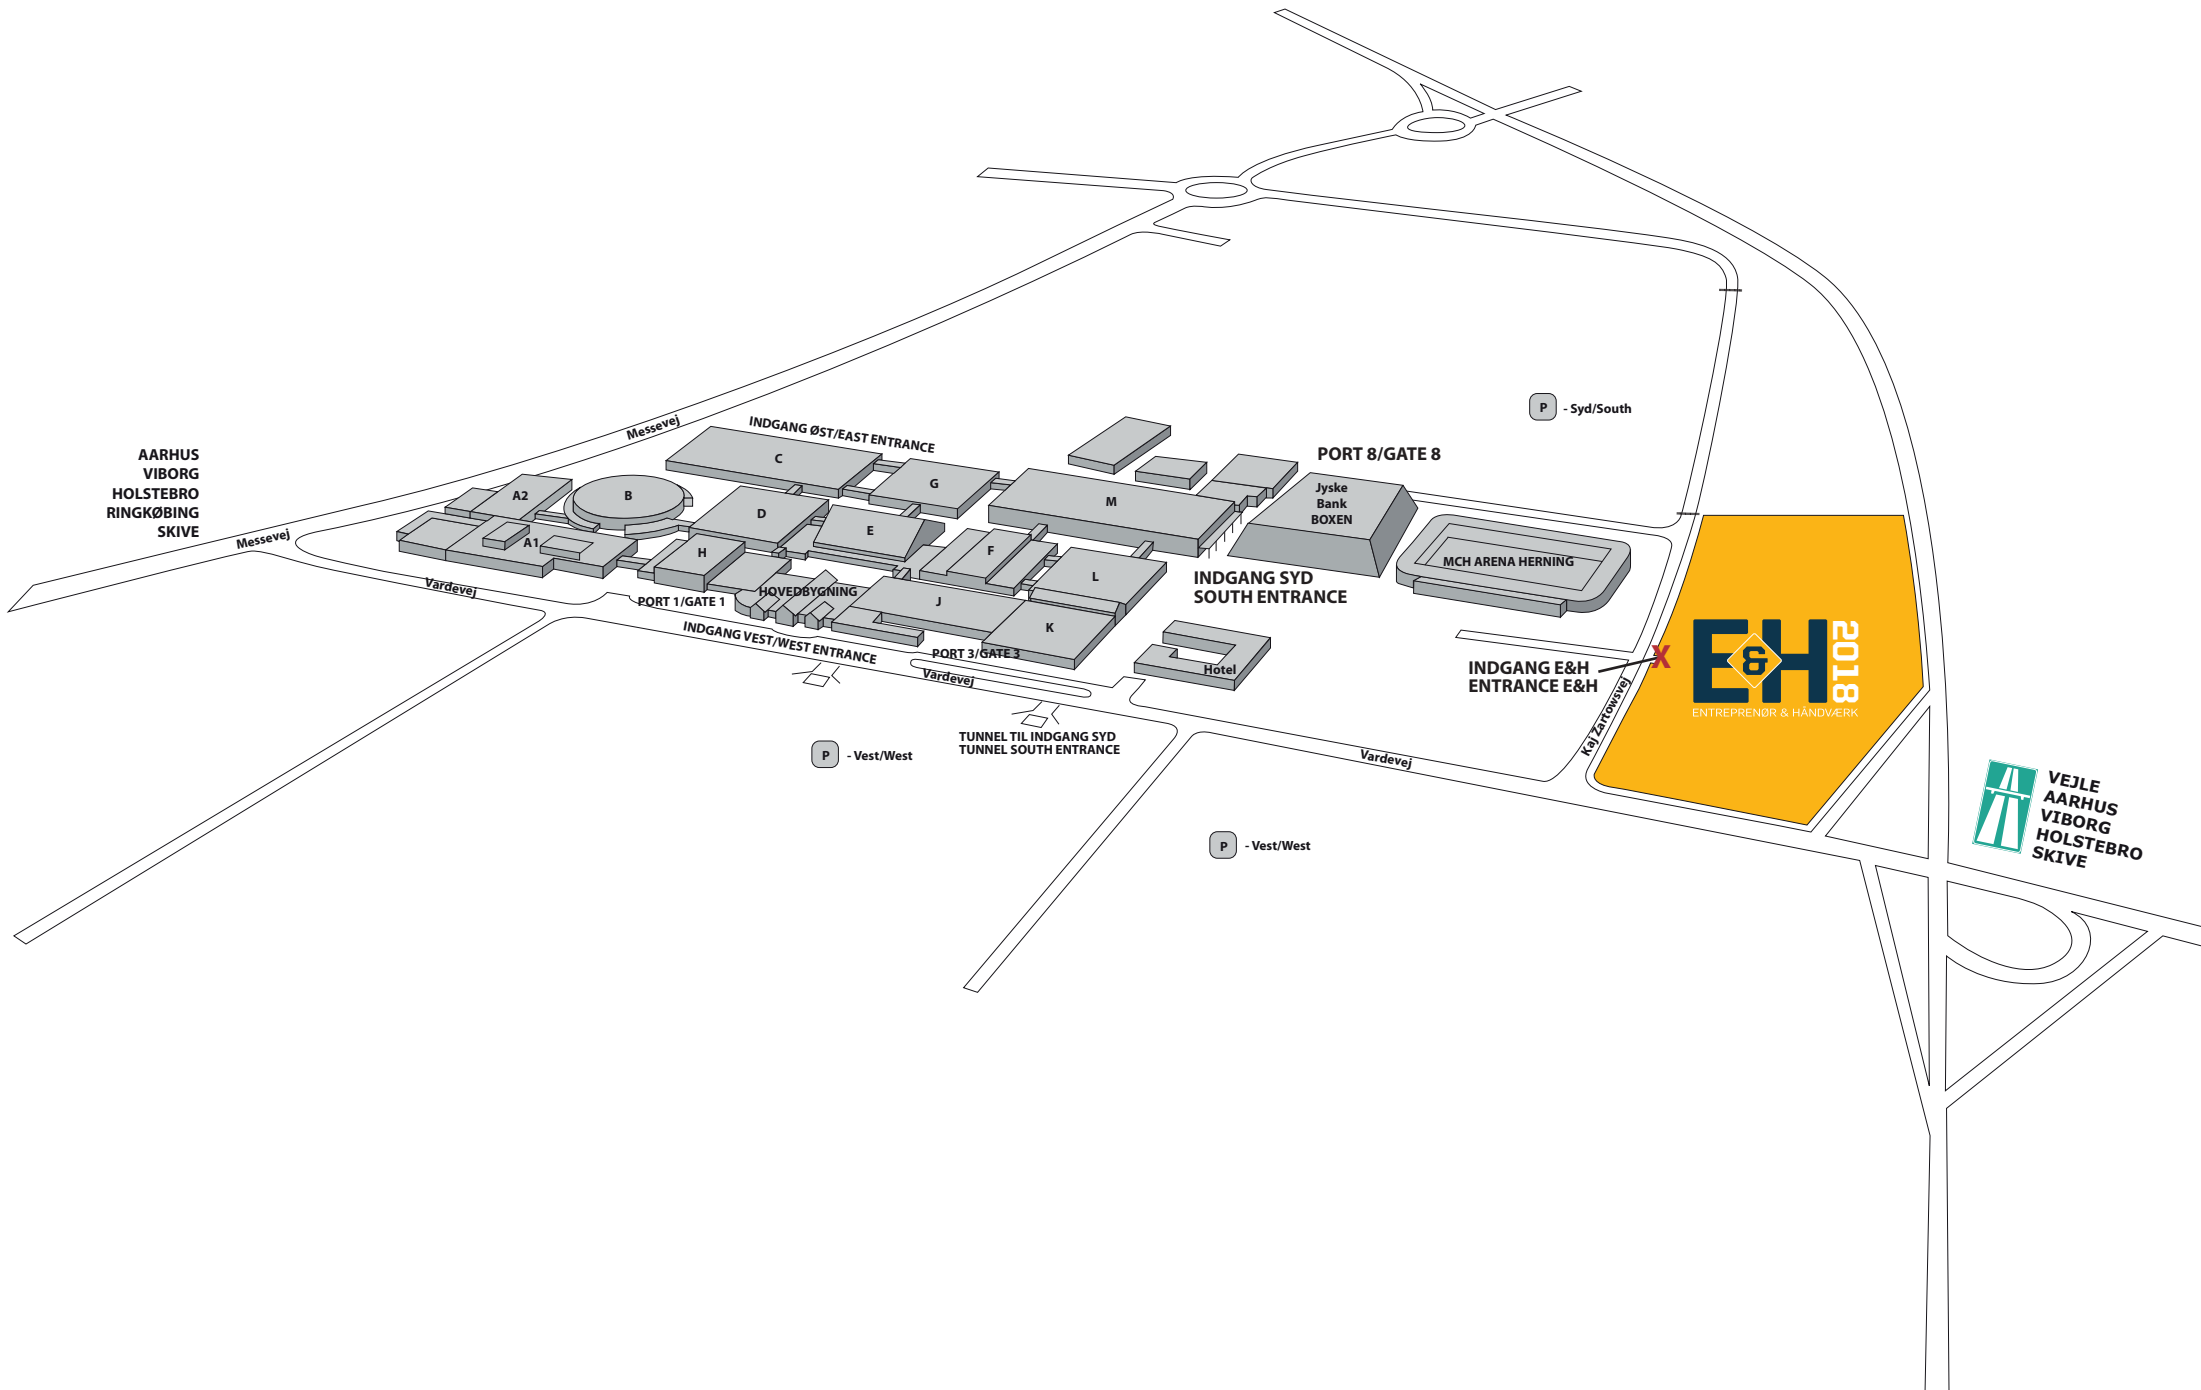 P - Syd/South
Messevej
INDGANG ØST/EAST ENTRANCE
AARHUS
VIBORG
HOLSTEBRO
RINGKØBING
SKIVE
PORT 8/GATE 8
C
G
A2
B
M
Jyske
Bank
BOXEN
D
E
Messevej
A1
H
F
MCH ARENA HERNING
L
INDGANG SYD
SOUTH ENTRANCE
Vardevej
HOVEDBYGNING
PORT 1/GATE 1
J
K
INDGANG VEST/WEST ENTRANCE
PORT 3/GATE 3
Vardevej
Hotel
INDGANG E&H
ENTRANCE E&H
X
E&H
2018
ENTREPRENØR & HÅNDVÆRK
Kaj Zartowsvej
TUNNEL TIL INDGANG SYD
TUNNEL SOUTH ENTRANCE
P - Vest/West
Vardevej
VEJLE
AARHUS
VIBORG
HOLSTEBRO
SKIVE
P - Vest/West